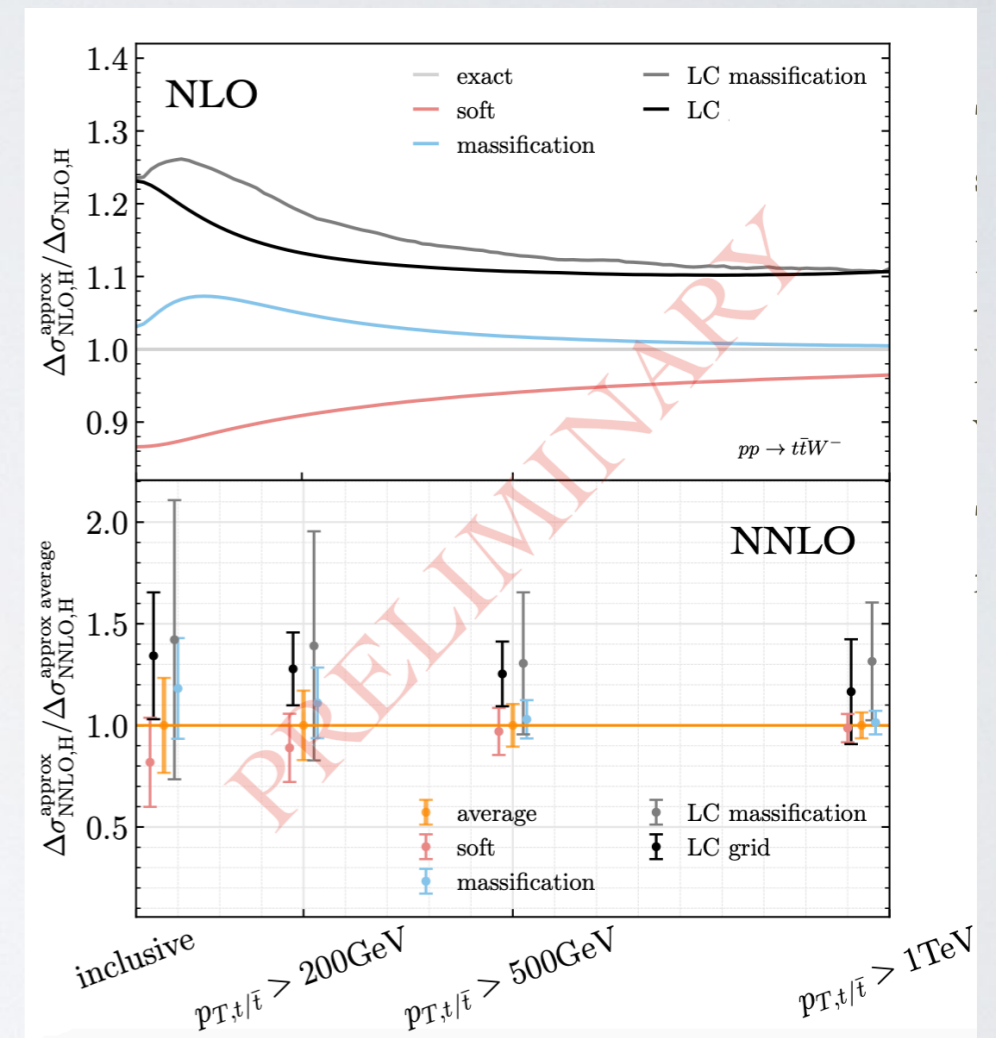 1.4
1.3
1.2
1.1
1.0
0.9
Δσ^approx_NLO,H / Δσ_NLO,H
NLO
exact
soft
massification
LC massification
LC
pp → tt̄W⁻
PRELIMINARY
2.0
1.5
1.0
0.5
Δσ^approx_NNLO,H / Δσ^approx average_NNLO,H
NNLO
average
soft
massification
LC massification
LC grid
inclusive
p_T,t/t̄ > 200GeV
p_T,t/t̄ > 500GeV
p_T,t/t̄ > 1TeV